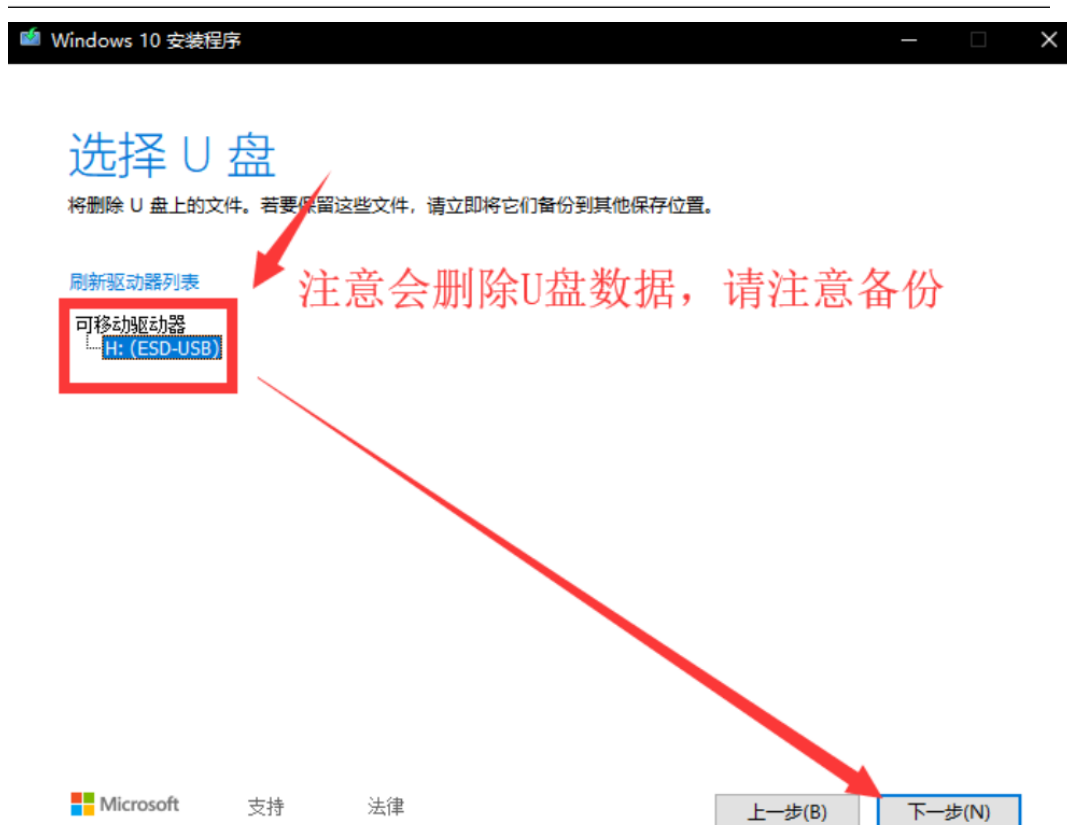 Windows 10 安装程序
选择 U 盘
将删除 U 盘上的文件。若要保留这些文件，请立即将它们备份到其他保存位置。
刷新驱动器列表
注意会删除U盘数据，请注意备份
可移动驱动器
H: (ESD-USB)
Microsoft
支持
法律
上一步(B)
下一步(N)